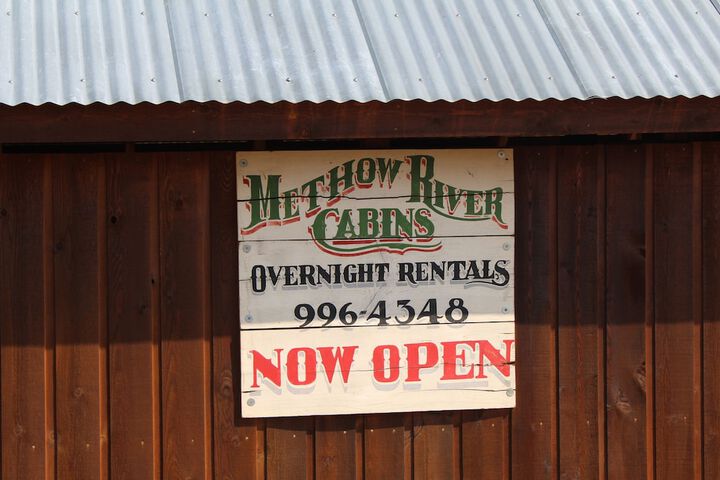 METHOW RIVER
CABINS
OVERNIGHT RENTALS
996-4348
NOW OPEN